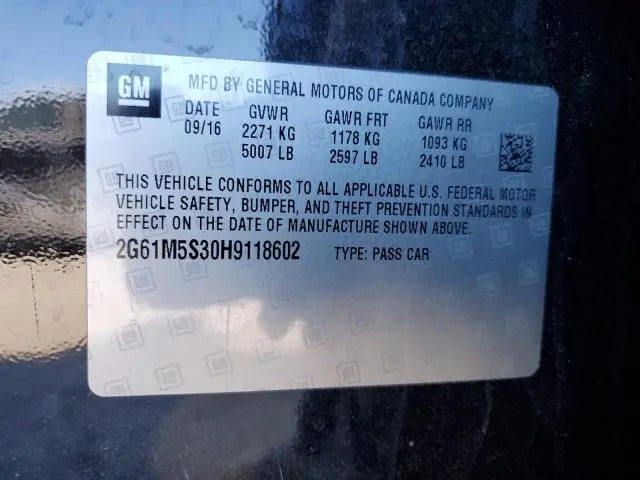 GM
MFD BY GENERAL MOTORS OF CANADA COMPANY
DATE GVWR GAWR FRT GAWR RR
09/16 2271 KG 1178 KG 1093 KG
5007 LB 2597 LB 2410 LB
THIS VEHICLE CONFORMS TO ALL APPLICABLE U.S. FEDERAL MOTOR
VEHICLE SAFETY, BUMPER, AND THEFT PREVENTION STANDARDS IN
EFFECT ON THE DATE OF MANUFACTURE SHOWN ABOVE.
2G61M5S30H9118602 TYPE: PASS CAR